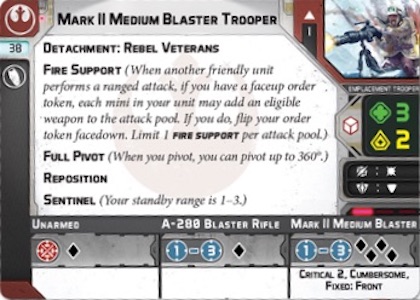 Mark II Medium Blaster Trooper
38
Detachment: Rebel Veterans
1
Fire Support (When another friendly unit
performs a ranged attack, if you have a faceup order
token, each mini in your unit may add an eligible
weapon to the attack pool. If you do, flip your order
token facedown. Limit 1 FIRE SUPPORT per attack pool.)
Full Pivot (When you pivot, you can pivot up to 360°.)
Reposition
Sentinel (Your standby range is 1–3.)
Emplacement Trooper
3
2
Unarmed
A-280 Blaster Rifle
1-3
Mark II Medium Blaster
1-3
Critical 2, Cumbersome,
Fixed: Front